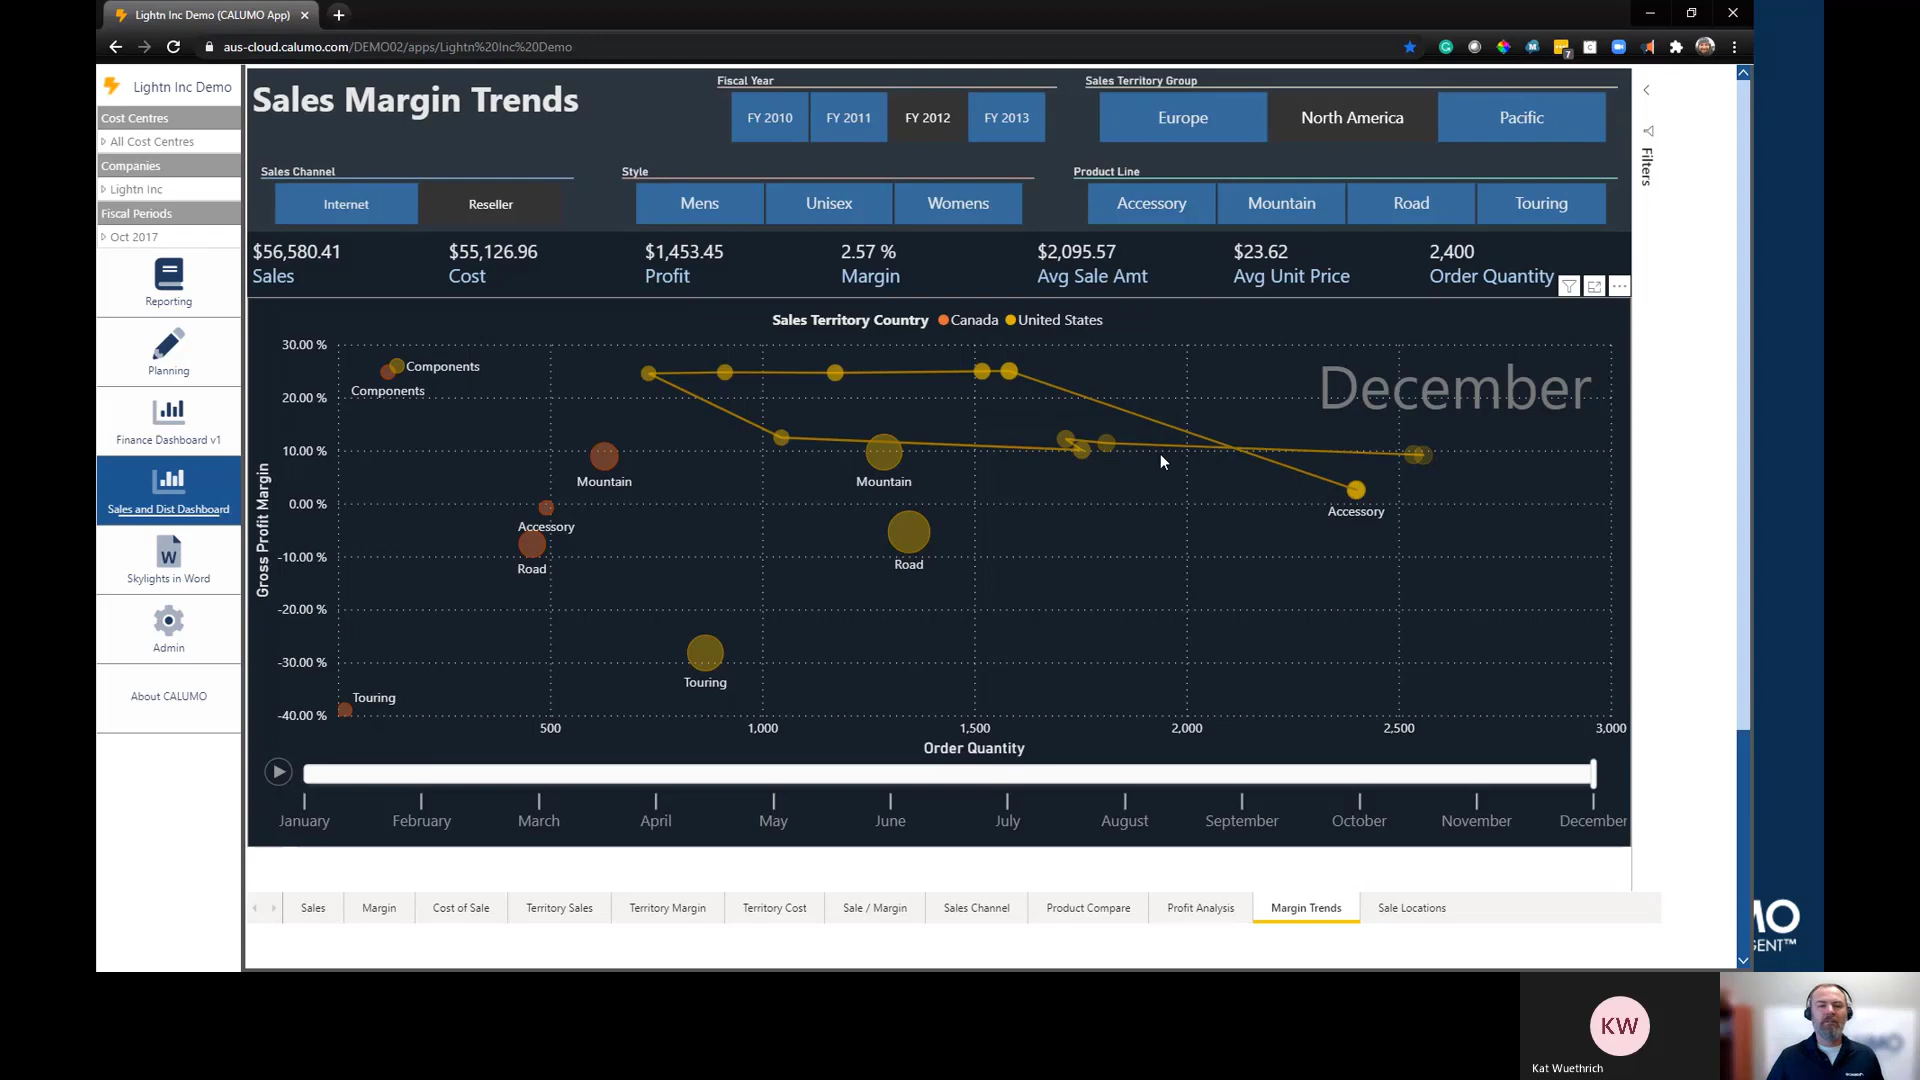 Lightn Inc Demo (CALUMO App)
aus-cloud.calumo.com/DEMO02/apps/Lightn%20Inc%20Demo
7
Lightn Inc Demo
Cost Centres
All Cost Centres
Companies
Lightn Inc
Fiscal Periods
Oct 2017
Reporting
Planning
Finance Dashboard v1
Sales and Dist Dashboard
W
Skylights in Word
Admin
About CALUMO
Sales Margin Trends
Fiscal Year
FY 2010 FY 2011 FY 2012 FY 2013
Sales Territory Group
Europe North America Pacific
Sales Channel
Internet Reseller
Style
Mens Unisex Womens
Product Line
Accessory Mountain Road Touring
$56,580.41 $55,126.96 $1,453.45 2.57 % $2,095.57 $23.62 2,400
Sales Cost Profit Margin Avg Sale Amt Avg Unit Price Order Quantity
Filters
Sales Territory Country Canada United States
December
Gross Profit Margin
30.00 %
20.00 %
10.00 %
0.00 %
-10.00 %
-20.00 %
-30.00 %
-40.00 %
Components
Components
Mountain
Mountain
Accessory
Accessory
Road
Road
Touring
Touring
500 1,000 1,500 2,000 2,500 3,000
Order Quantity
January February March April May June July August September October November December
Sales Margin Cost of Sale Territory Sales Territory Margin Territory Cost Sale / Margin Sales Channel Product Compare Profit Analysis Margin Trends Sale Locations
MO
GENT™
KW
Kat Wuethrich